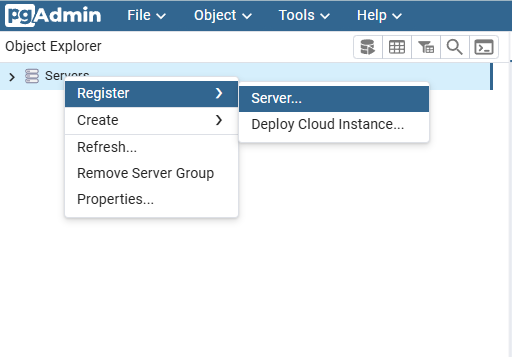 pgAdmin File Object Tools Help
Object Explorer
Servers
Register
Server...
Create
Deploy Cloud Instance...
Refresh...
Remove Server Group
Properties...